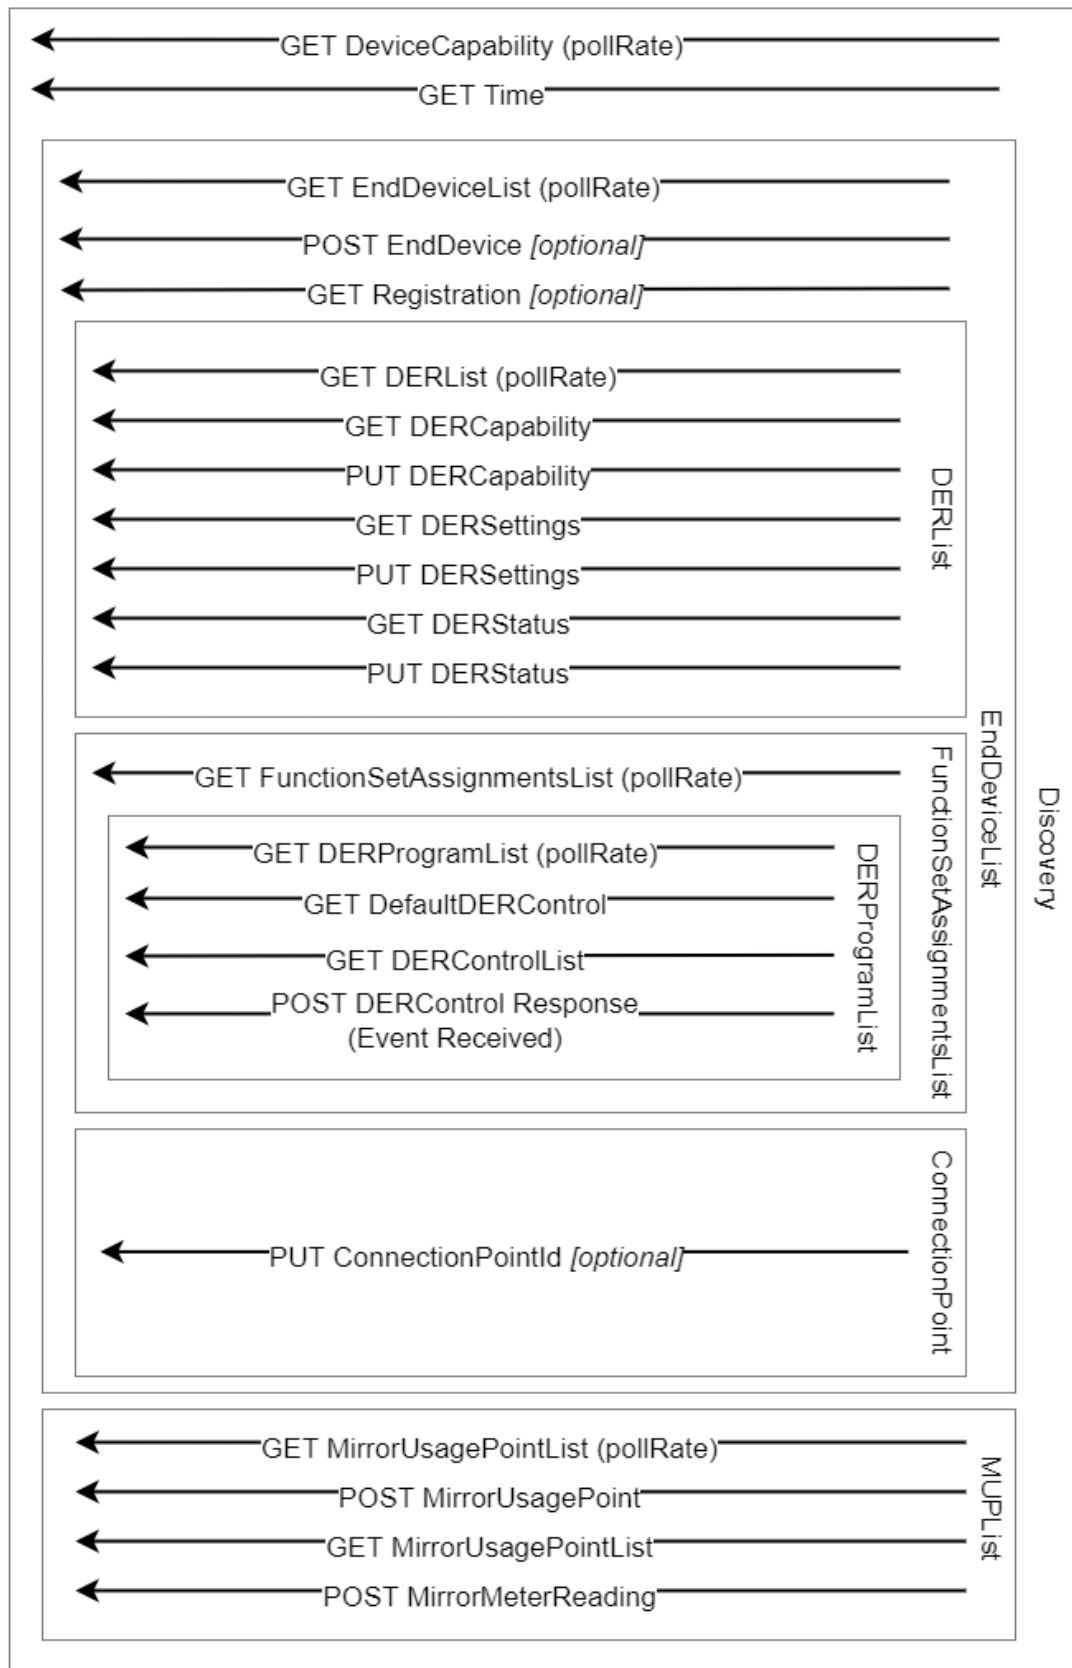 GET DeviceCapability (pollRate)
GET Time
GET EndDeviceList (pollRate)
POST EndDevice [optional]
GET Registration [optional]
GET DERList (pollRate)
GET DERCapability
PUT DERCapability
GET DERSettings
PUT DERSettings
GET DERStatus
PUT DERStatus
DERList
GET FunctionSetAssignmentsList (pollRate)
GET DERProgramList (pollRate)
GET DefaultDERControl
GET DERControlList
POST DERControl Response
(Event Received)
DERProgramList
FunctionSetAssignmentsList
PUT ConnectionPointId [optional]
ConnectionPoint
EndDeviceList
GET MirrorUsagePointList (pollRate)
POST MirrorUsagePoint
GET MirrorUsagePointList
POST MirrorMeterReading
MUPList
Discovery